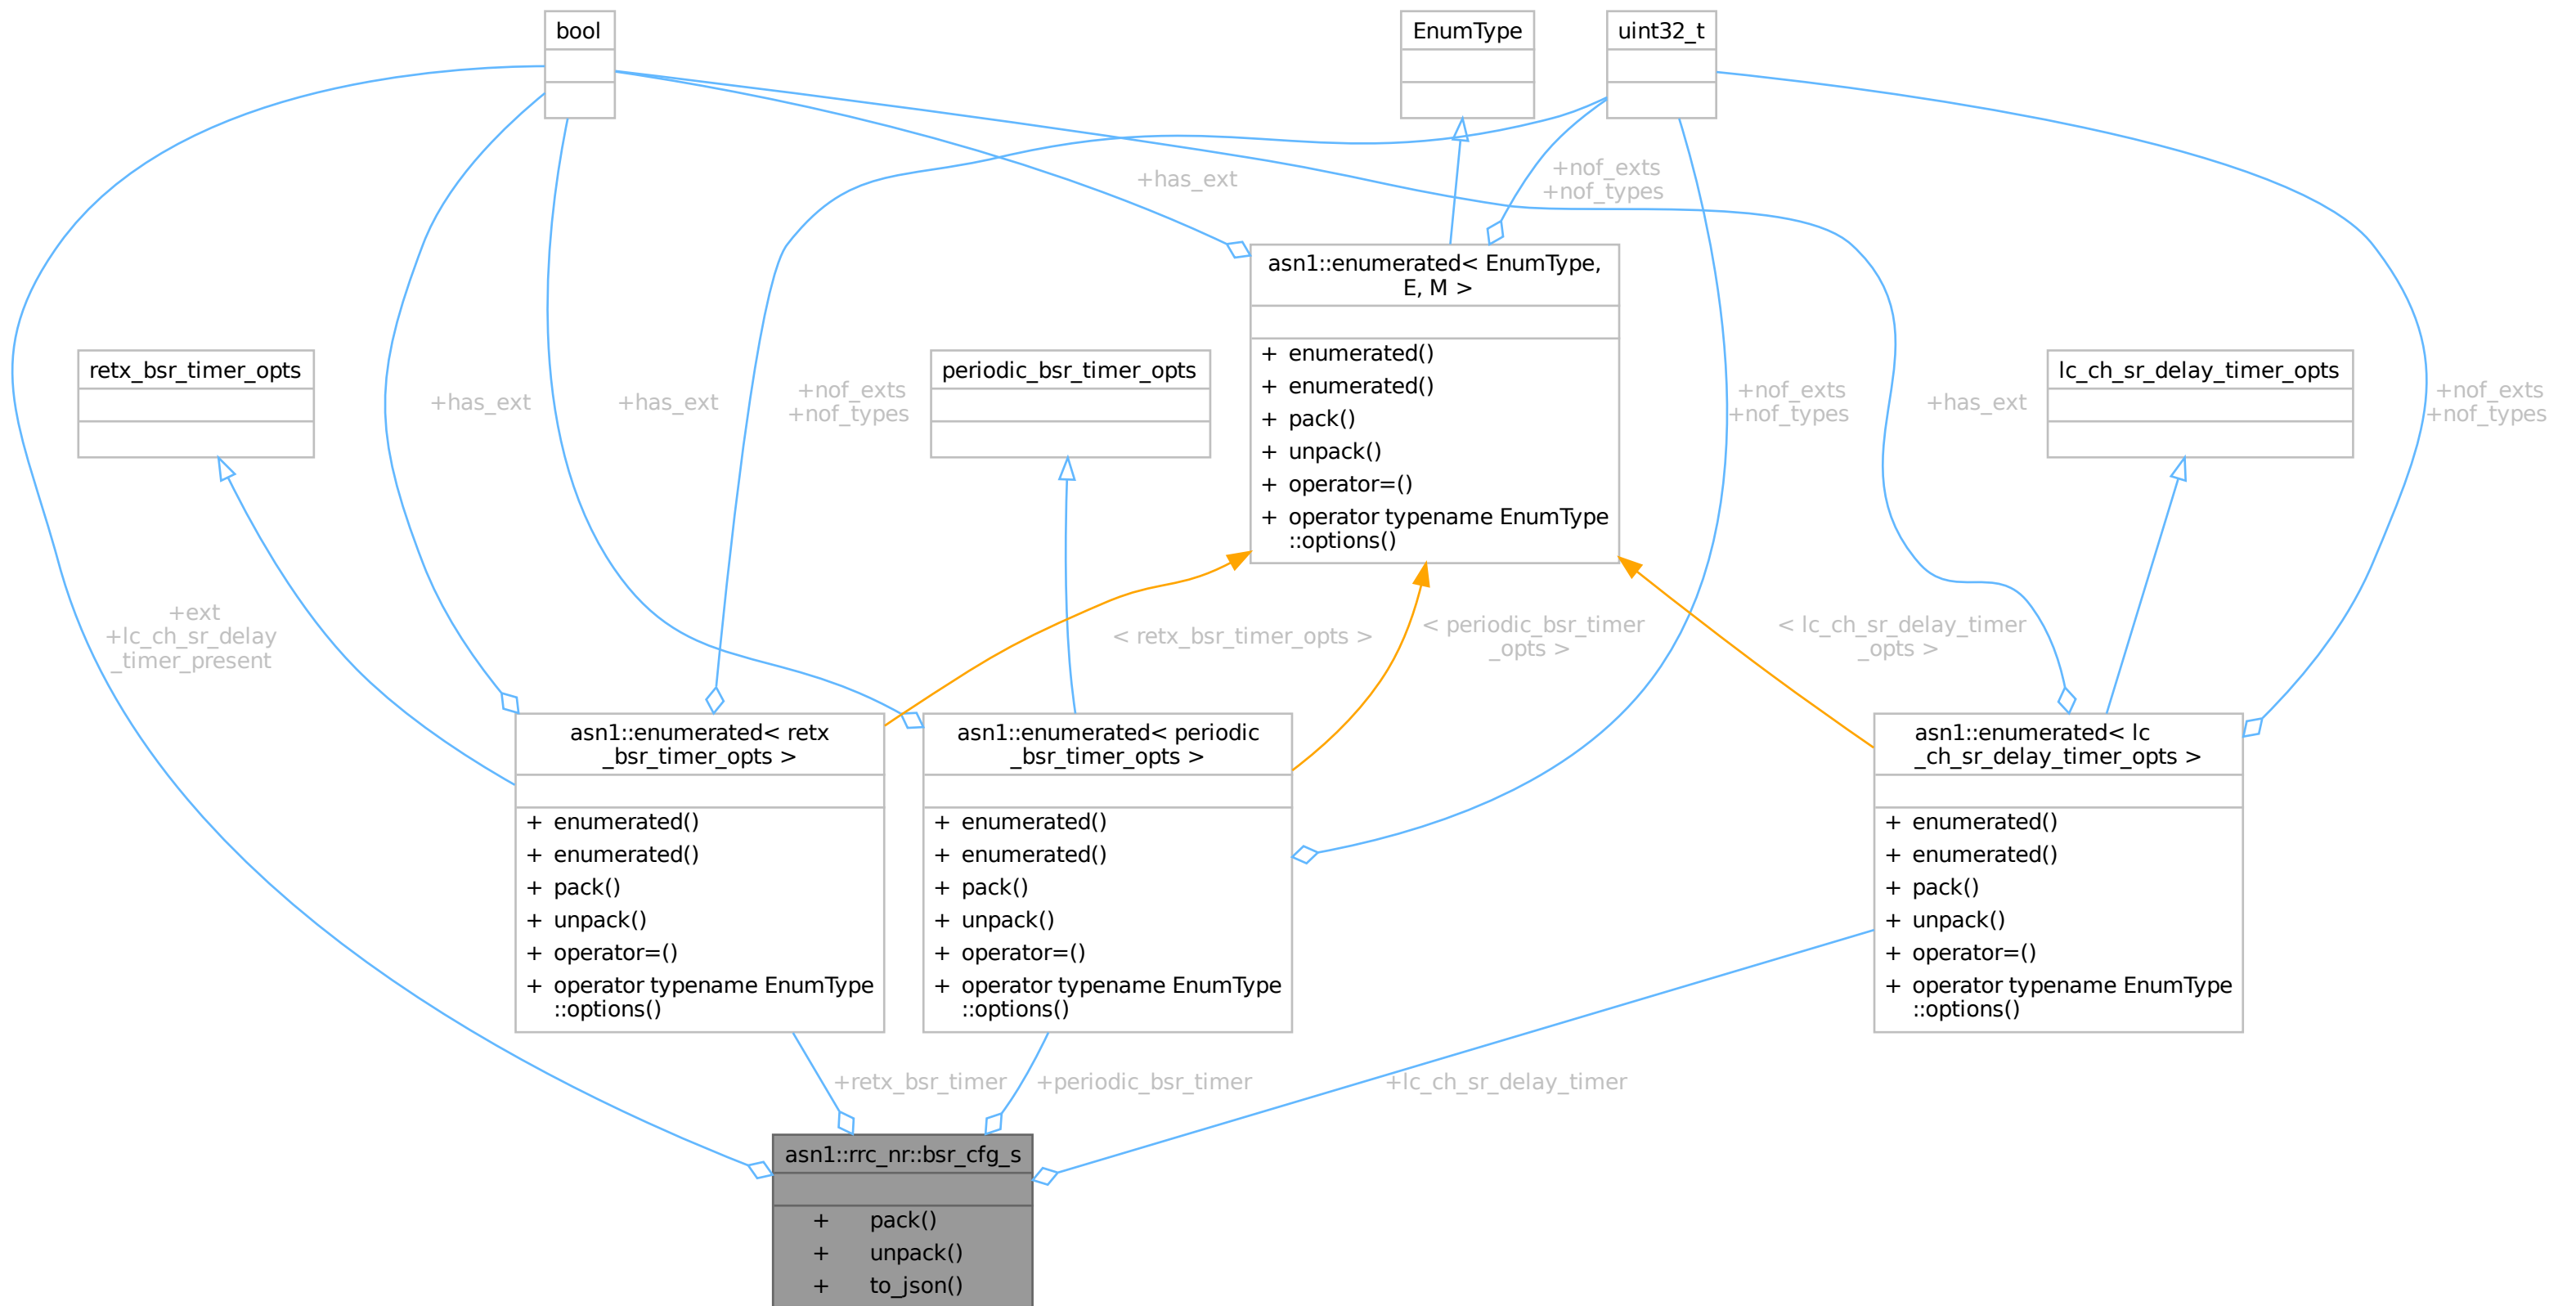 bool
EnumType
uint32_t
+has_ext
+nof_exts
+nof_types
asn1::enumerated< EnumType,
E, M >
+ enumerated()
+ enumerated()
+ pack()
+ unpack()
+ operator=()
+ operator typename EnumType
::options()
retx_bsr_timer_opts
periodic_bsr_timer_opts
lc_ch_sr_delay_timer_opts
+has_ext
+has_ext
+nof_exts
+nof_types
+nof_exts
+nof_types
+has_ext
+nof_exts
+nof_types
+ext
+lc_ch_sr_delay
_timer_present
< retx_bsr_timer_opts >
< periodic_bsr_timer
_opts >
< lc_ch_sr_delay_timer
_opts >
asn1::enumerated< retx
_bsr_timer_opts >
+ enumerated()
+ enumerated()
+ pack()
+ unpack()
+ operator=()
+ operator typename EnumType
::options()
asn1::enumerated< periodic
_bsr_timer_opts >
+ enumerated()
+ enumerated()
+ pack()
+ unpack()
+ operator=()
+ operator typename EnumType
::options()
asn1::enumerated< lc
_ch_sr_delay_timer_opts >
+ enumerated()
+ enumerated()
+ pack()
+ unpack()
+ operator=()
+ operator typename EnumType
::options()
+retx_bsr_timer
+periodic_bsr_timer
+lc_ch_sr_delay_timer
asn1::rrc_nr::bsr_cfg_s
+ pack()
+ unpack()
+ to_json()